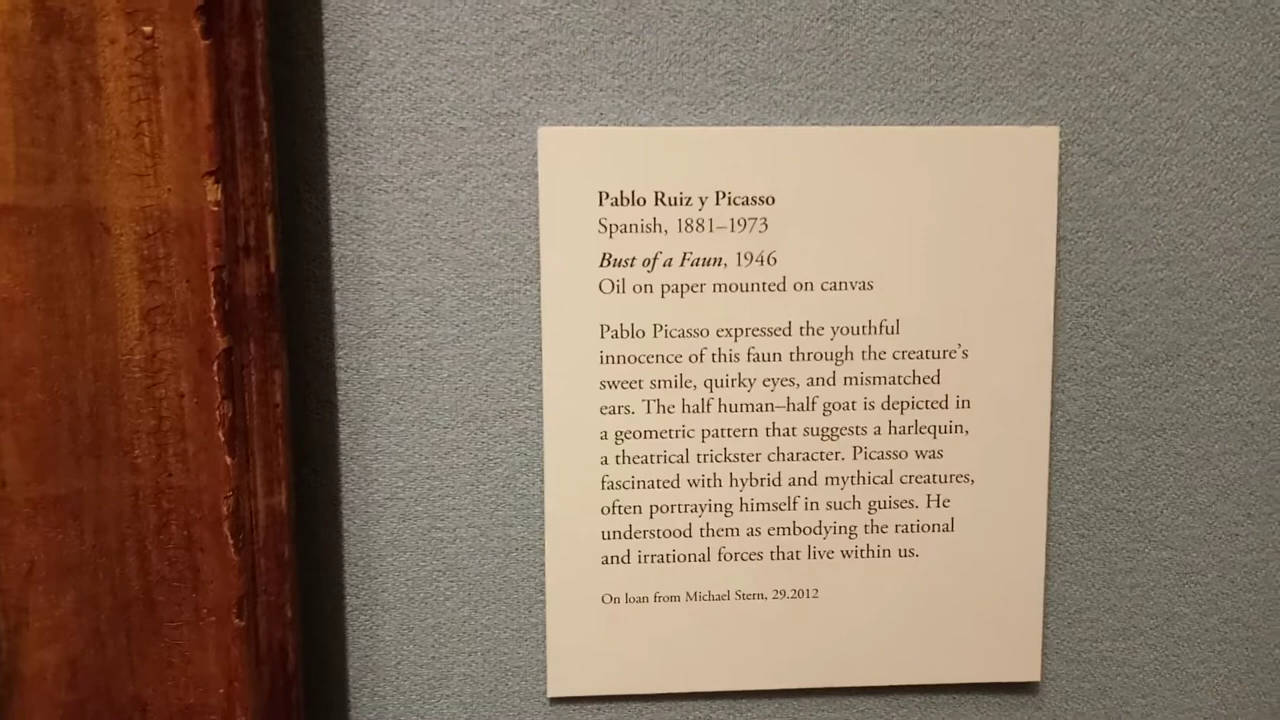 Pablo Ruiz y Picasso
Spanish, 1881–1973
Bust of a Faun, 1946
Oil on paper mounted on canvas
Pablo Picasso expressed the youthful
innocence of this faun through the creature’s
sweet smile, quirky eyes, and mismatched
ears. The half human–half goat is depicted in
a geometric pattern that suggests a harlequin,
a theatrical trickster character. Picasso was
fascinated with hybrid and mythical creatures,
often portraying himself in such guises. He
understood them as embodying the rational
and irrational forces that live within us.
On loan from Michael Stern, 29.2012